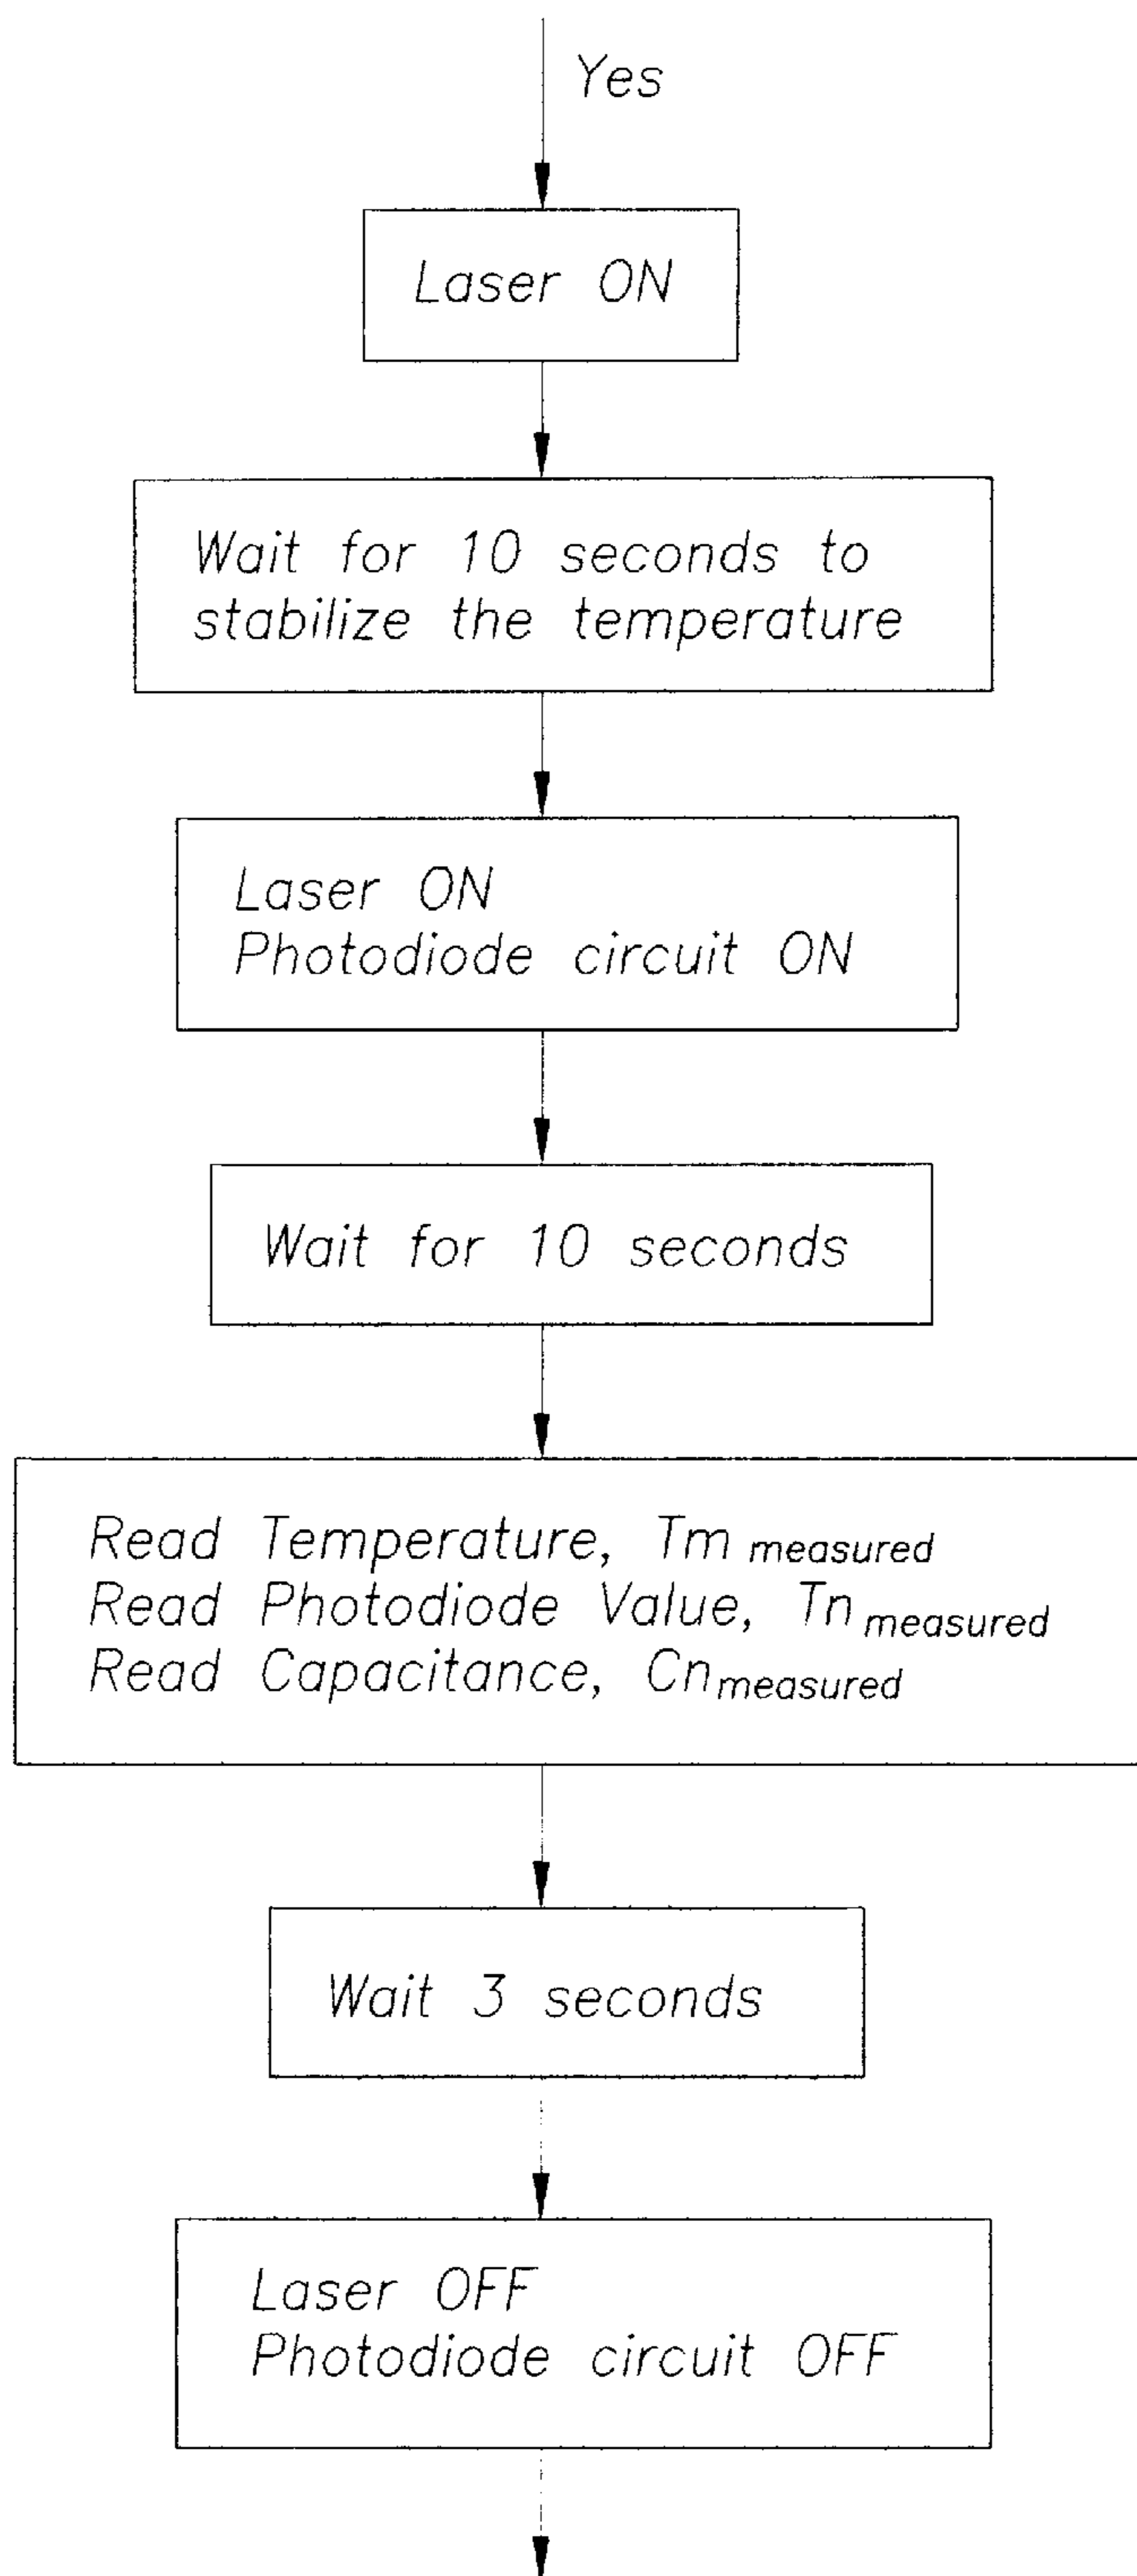 Yes
Laser ON
Wait for 10 seconds to
stabilize the temperature
Laser ON
Photodiode circuit ON
Wait for 10 seconds
Read Temperature, Tm measured
Read Photodiode Value, Tn measured
Read Capacitance, Cn measured
Wait 3 seconds
Laser OFF
Photodiode circuit OFF